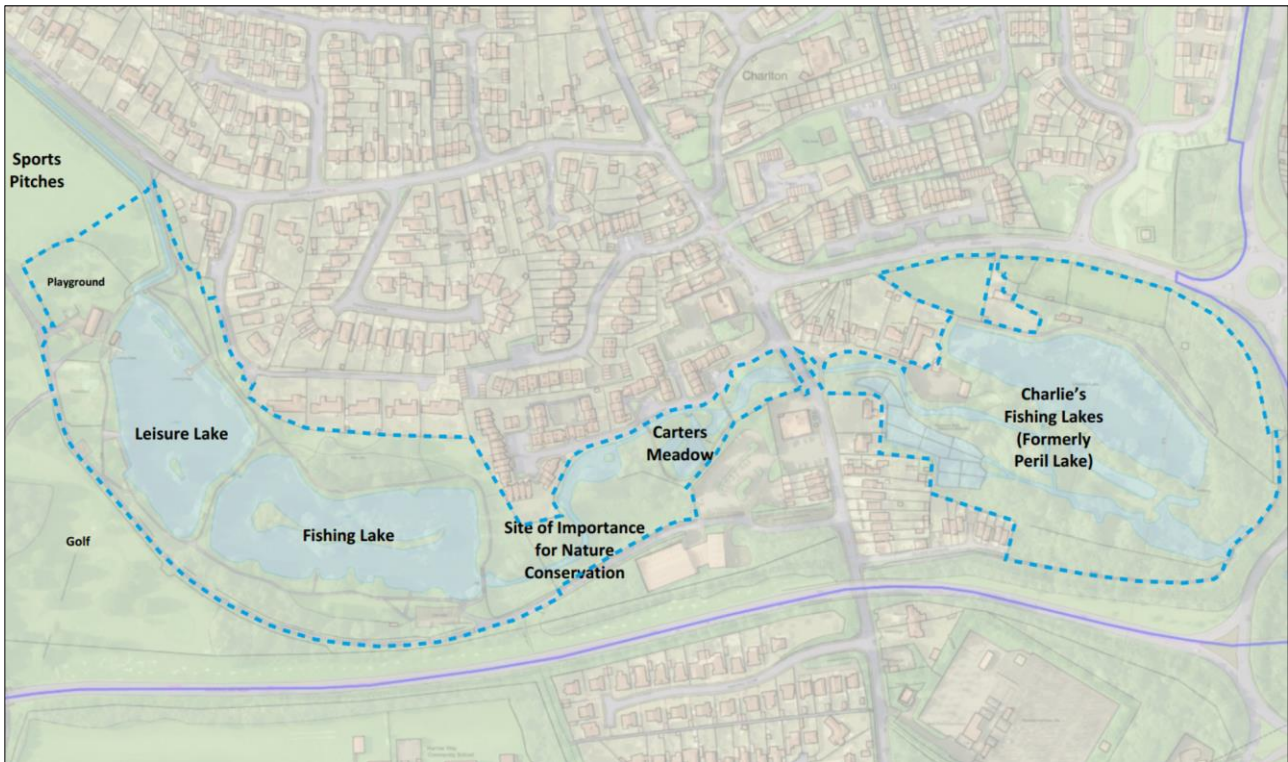 Charlton
Sports
Pitches
Playground
Leisure Lake
Carters
Meadow
Charlie's
Fishing Lakes
(Formerly
Peril Lake)
Golf
Fishing Lake
Site of Importance
for Nature
Conservation